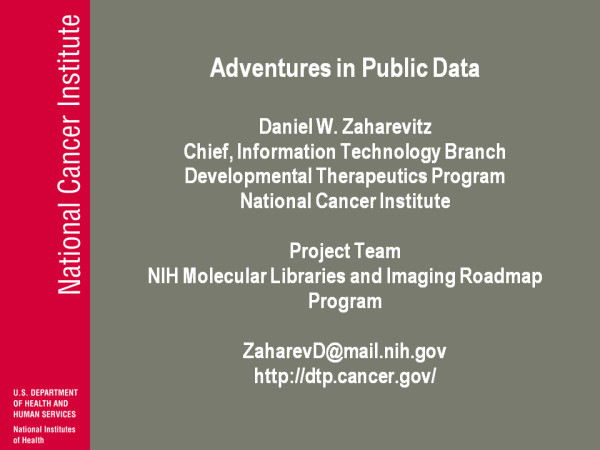 National Cancer Institute
U.S. DEPARTMENT
OF HEALTH AND
HUMAN SERVICES
National Institutes
of Health
Adventures in Public Data
Daniel W. Zaharevitz
Chief, Information Technology Branch
Developmental Therapeutics Program
National Cancer Institute
Project Team
NIH Molecular Libraries and Imaging Roadmap
Program
ZaharevD@mail.nih.gov
http://dtp.cancer.gov/